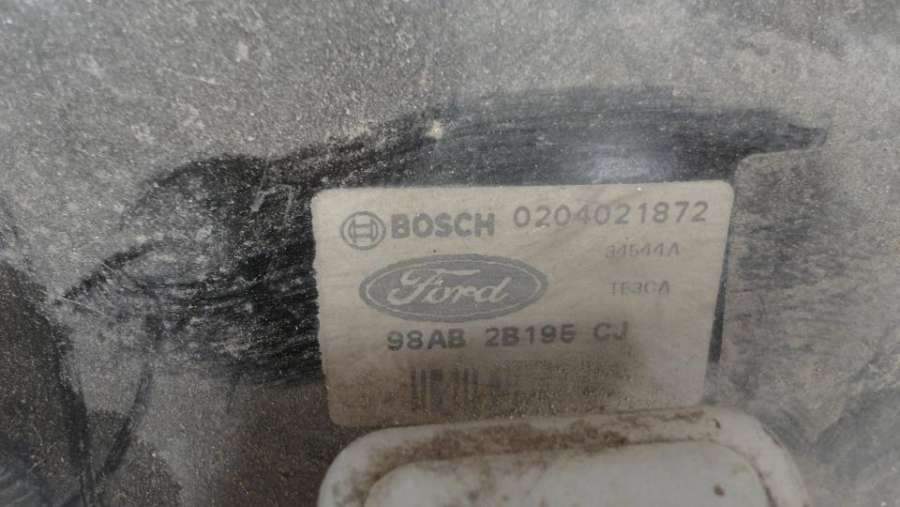 BOSCH 0204021872
34544A
Ford
TE3CA
98AB 2B195 CJ